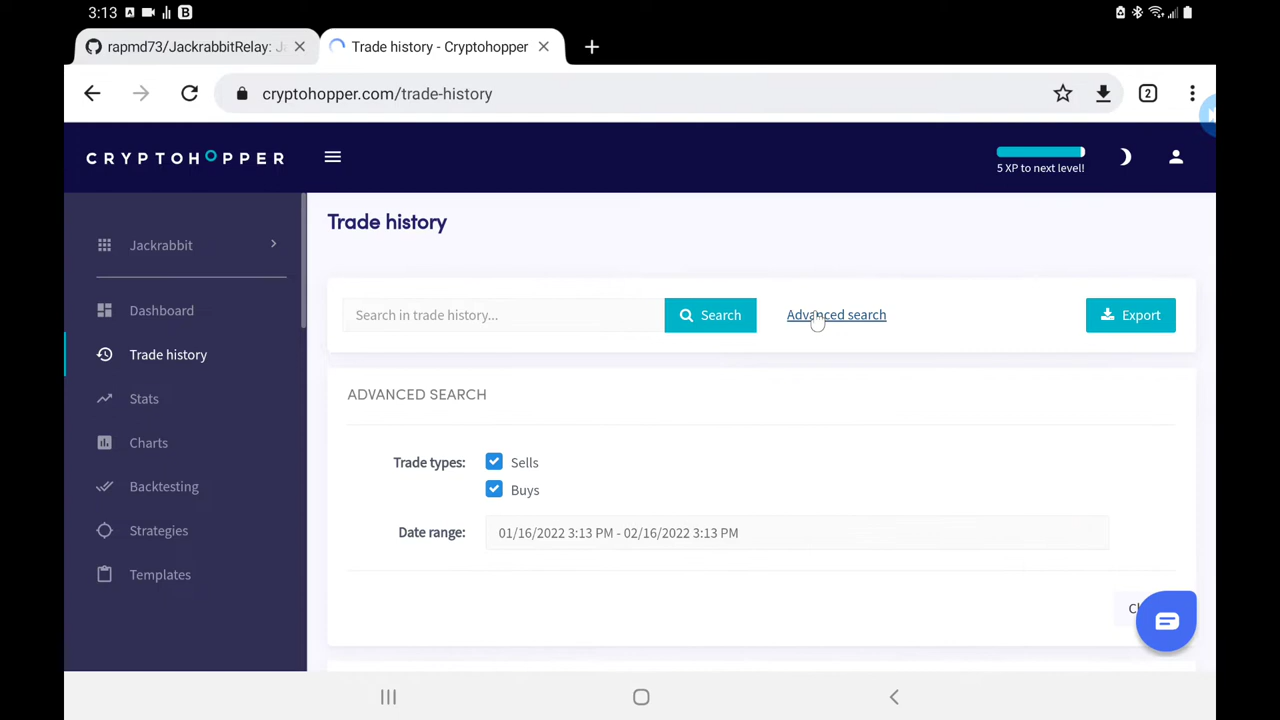 3:13
rapmd73/JackrabbitRelay: J
Trade history - Cryptohopper
cryptohopper.com/trade-history
2
CRYPTOHOPPER
5 XP to next level!
Trade history
Jackrabbit
Search in trade history...
Search
Advanced search
Export
Dashboard
Trade history
ADVANCED SEARCH
Stats
Charts
Trade types:
Sells
Buys
Backtesting
Strategies
Date range:
01/16/2022 3:13 PM - 02/16/2022 3:13 PM
Templates